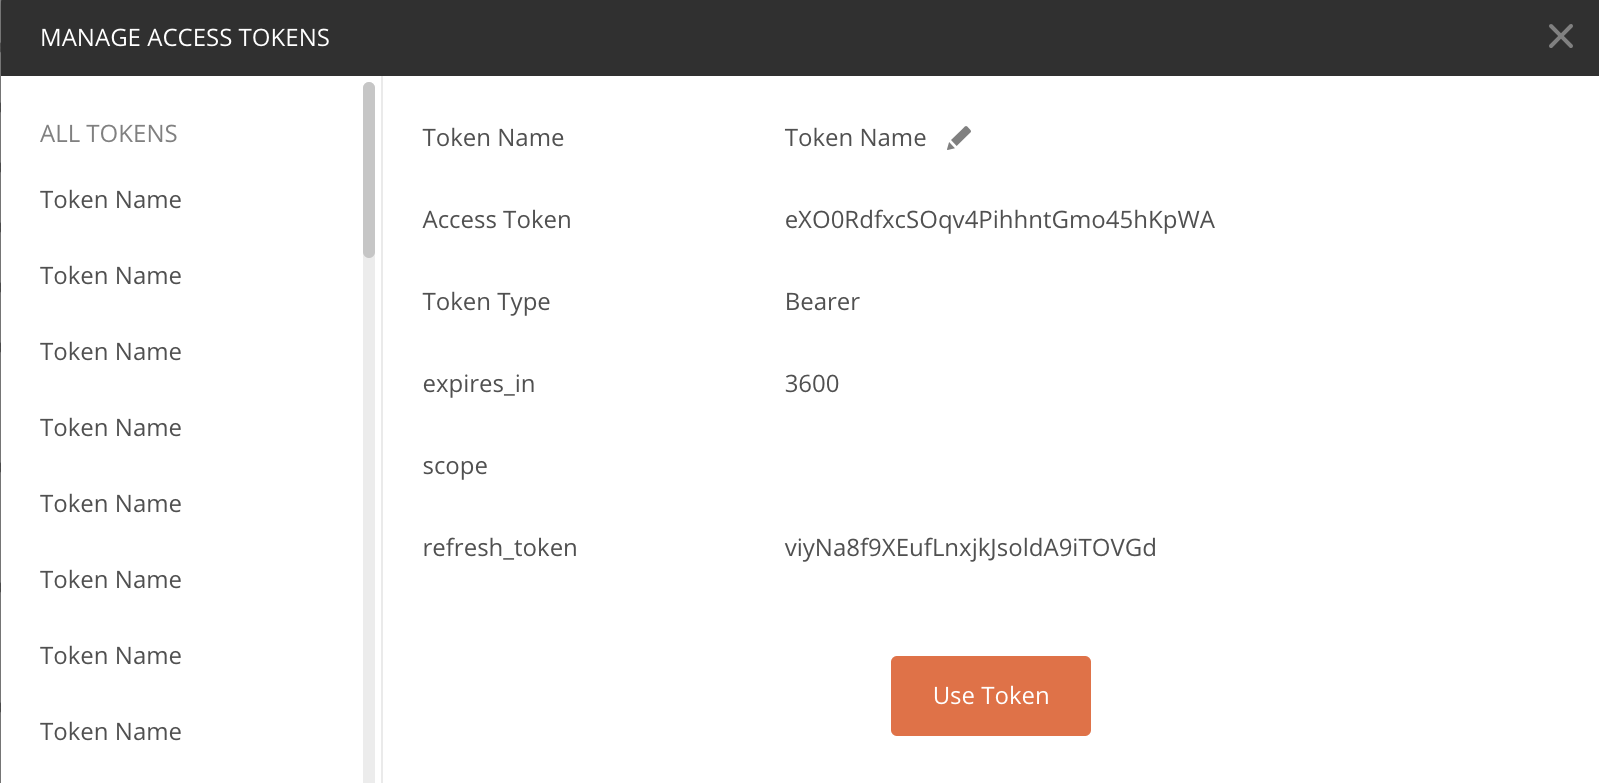 MANAGE ACCESS TOKENS
ALL TOKENS
Token Name
Token Name
Token Name
Token Name
Token Name
Token Name
Token Name
Token Name
Token Name Token Name
Access Token eXO0RdfxcSOqv4PihhntGmo45hKpWA
Token Type Bearer
expires_in 3600
scope
refresh_token viyNa8f9XEufLnxjkJsoldA9iTOVGd
Use Token